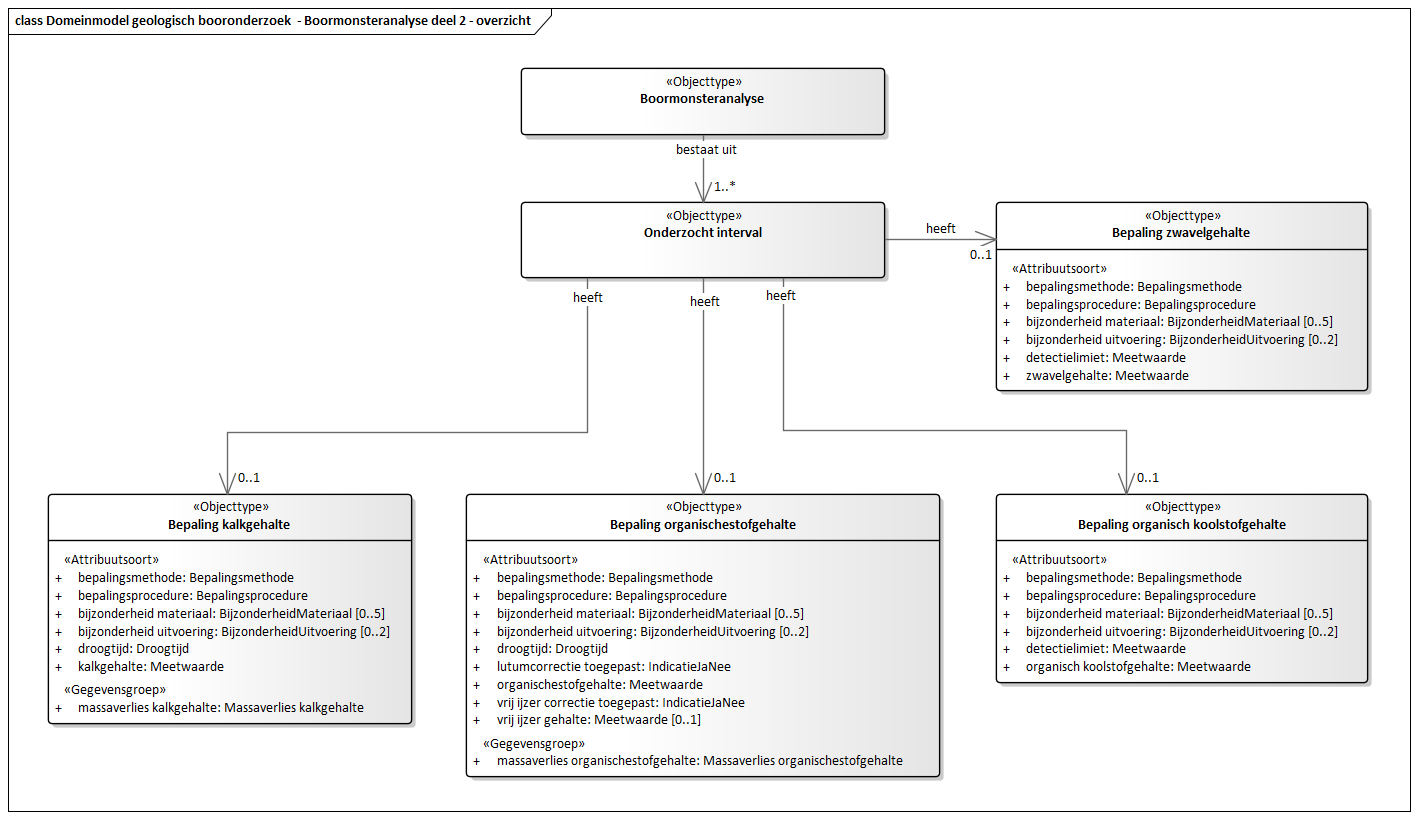 class Domeinmodel geologisch booronderzoek  - Boormonsteranalyse deel 2 - overzicht
«Objecttype»
Boormonsteranalyse
bestaat uit
1..*
«Objecttype»
Onderzocht interval
heeft
0..1
«Objecttype»
Bepaling zwavelgehalte
«Attribuutsoort»
+ bepalingsmethode: Bepalingsmethode
+ bepalingsprocedure: Bepalingsprocedure
+ bijzonderheid materiaal: BijzonderheidMateriaal [0..5]
+ bijzonderheid uitvoering: BijzonderheidUitvoering [0..2]
+ detectielimiet: Meetwaarde
+ zwavelgehalte: Meetwaarde
heeft
heeft
heeft
0..1
0..1
0..1
«Objecttype»
Bepaling kalkgehalte
«Attribuutsoort»
+ bepalingsmethode: Bepalingsmethode
+ bepalingsprocedure: Bepalingsprocedure
+ bijzonderheid materiaal: BijzonderheidMateriaal [0..5]
+ bijzonderheid uitvoering: BijzonderheidUitvoering [0..2]
+ droogtijd: Droogtijd
+ kalkgehalte: Meetwaarde
«Gegevensgroep»
+ massaverlies kalkgehalte: Massaverlies kalkgehalte
«Objecttype»
Bepaling organischestofgehalte
«Attribuutsoort»
+ bepalingsmethode: Bepalingsmethode
+ bepalingsprocedure: Bepalingsprocedure
+ bijzonderheid materiaal: BijzonderheidMateriaal [0..5]
+ bijzonderheid uitvoering: BijzonderheidUitvoering [0..2]
+ droogtijd: Droogtijd
+ lutumcorrectie toegepast: IndicatieJaNee
+ organischestofgehalte: Meetwaarde
+ vrij ijzer correctie toegepast: IndicatieJaNee
+ vrij ijzer gehalte: Meetwaarde [0..1]
«Gegevensgroep»
+ massaverlies organischestofgehalte: Massaverlies organischestofgehalte
«Objecttype»
Bepaling organisch koolstofgehalte
«Attribuutsoort»
+ bepalingsmethode: Bepalingsmethode
+ bepalingsprocedure: Bepalingsprocedure
+ bijzonderheid materiaal: BijzonderheidMateriaal [0..5]
+ bijzonderheid uitvoering: BijzonderheidUitvoering [0..2]
+ detectielimiet: Meetwaarde
+ organisch koolstofgehalte: Meetwaarde